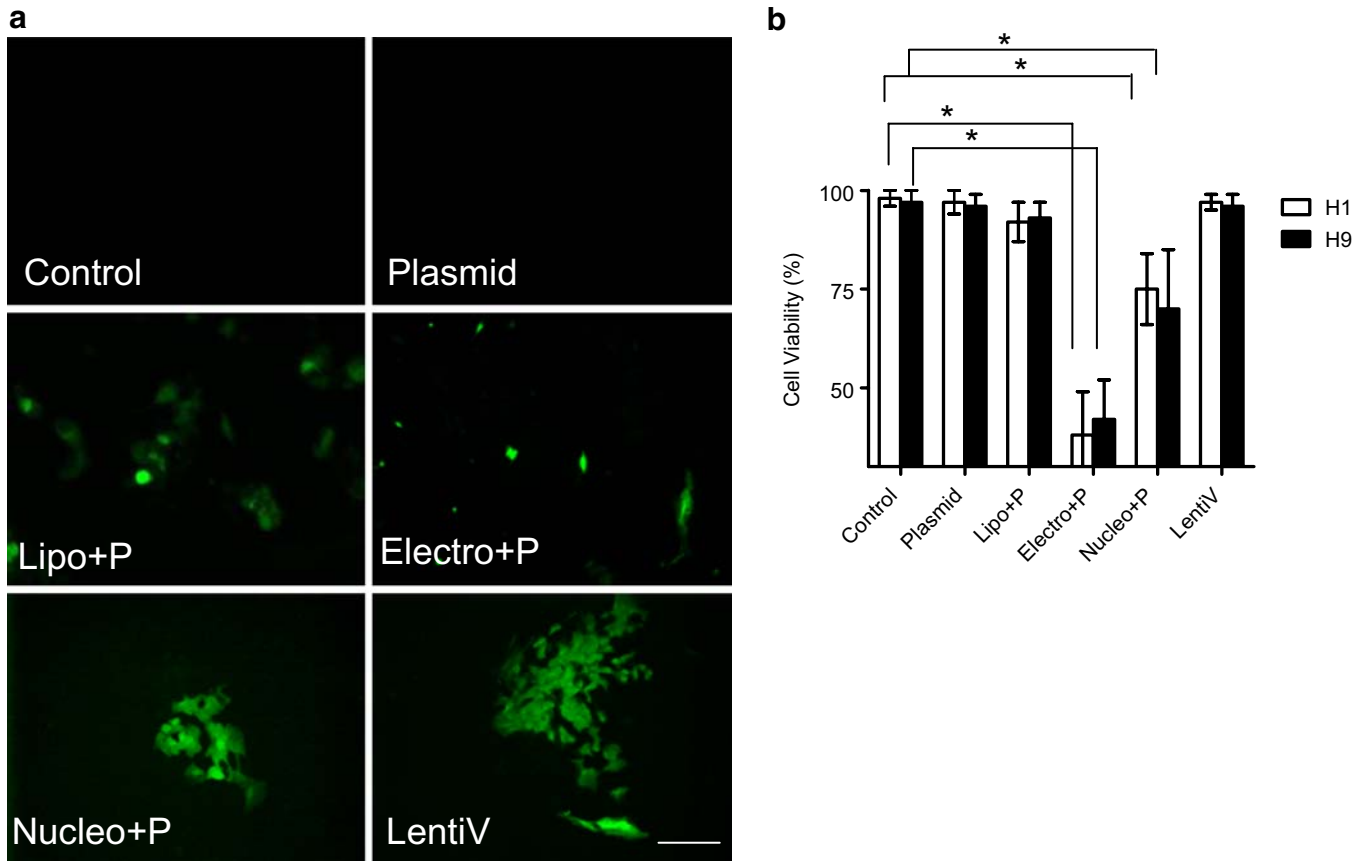 a
Control
Plasmid
Lipo+P
Electro+P
Nucleo+P
LentiV
b
*
*
*
*
100
75
50
Cell Viability (%)
Control
Plasmid
Lipo+P
Electro+P
Nucleo+P
LentiV
H1
H9